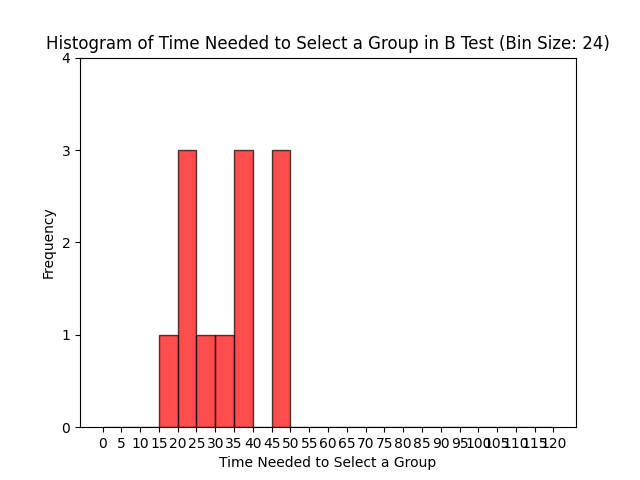 Histogram of Time Needed to Select a Group in B Test (Bin Size: 24)
4
3
2
1
0
Frequency
0 5 10 15 20 25 30 35 40 45 50 55 60 65 70 75 80 85 90 95 100 105 110 115 120
Time Needed to Select a Group